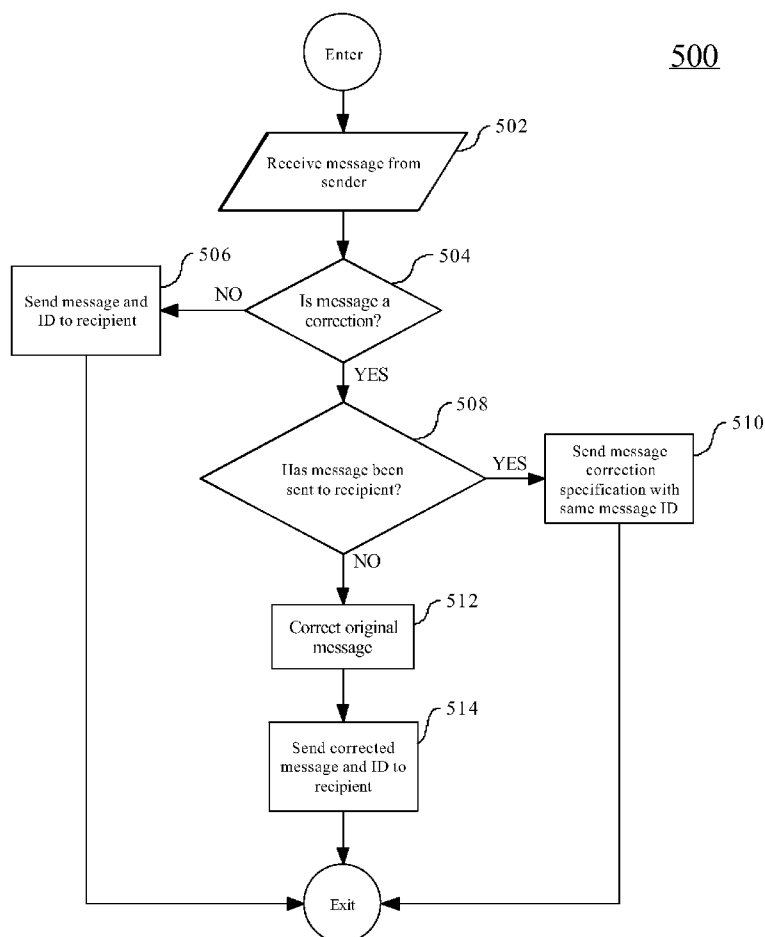 Enter
500
502
Receive message from
sender
506
504
Send message and
ID to recipient
NO
Is message a
correction?
YES
508
510
Has message been
sent to recipient?
YES
Send message
correction
specification with
same message ID
NO
512
Correct original
message
514
Send corrected
message and ID to
recipient
Exit